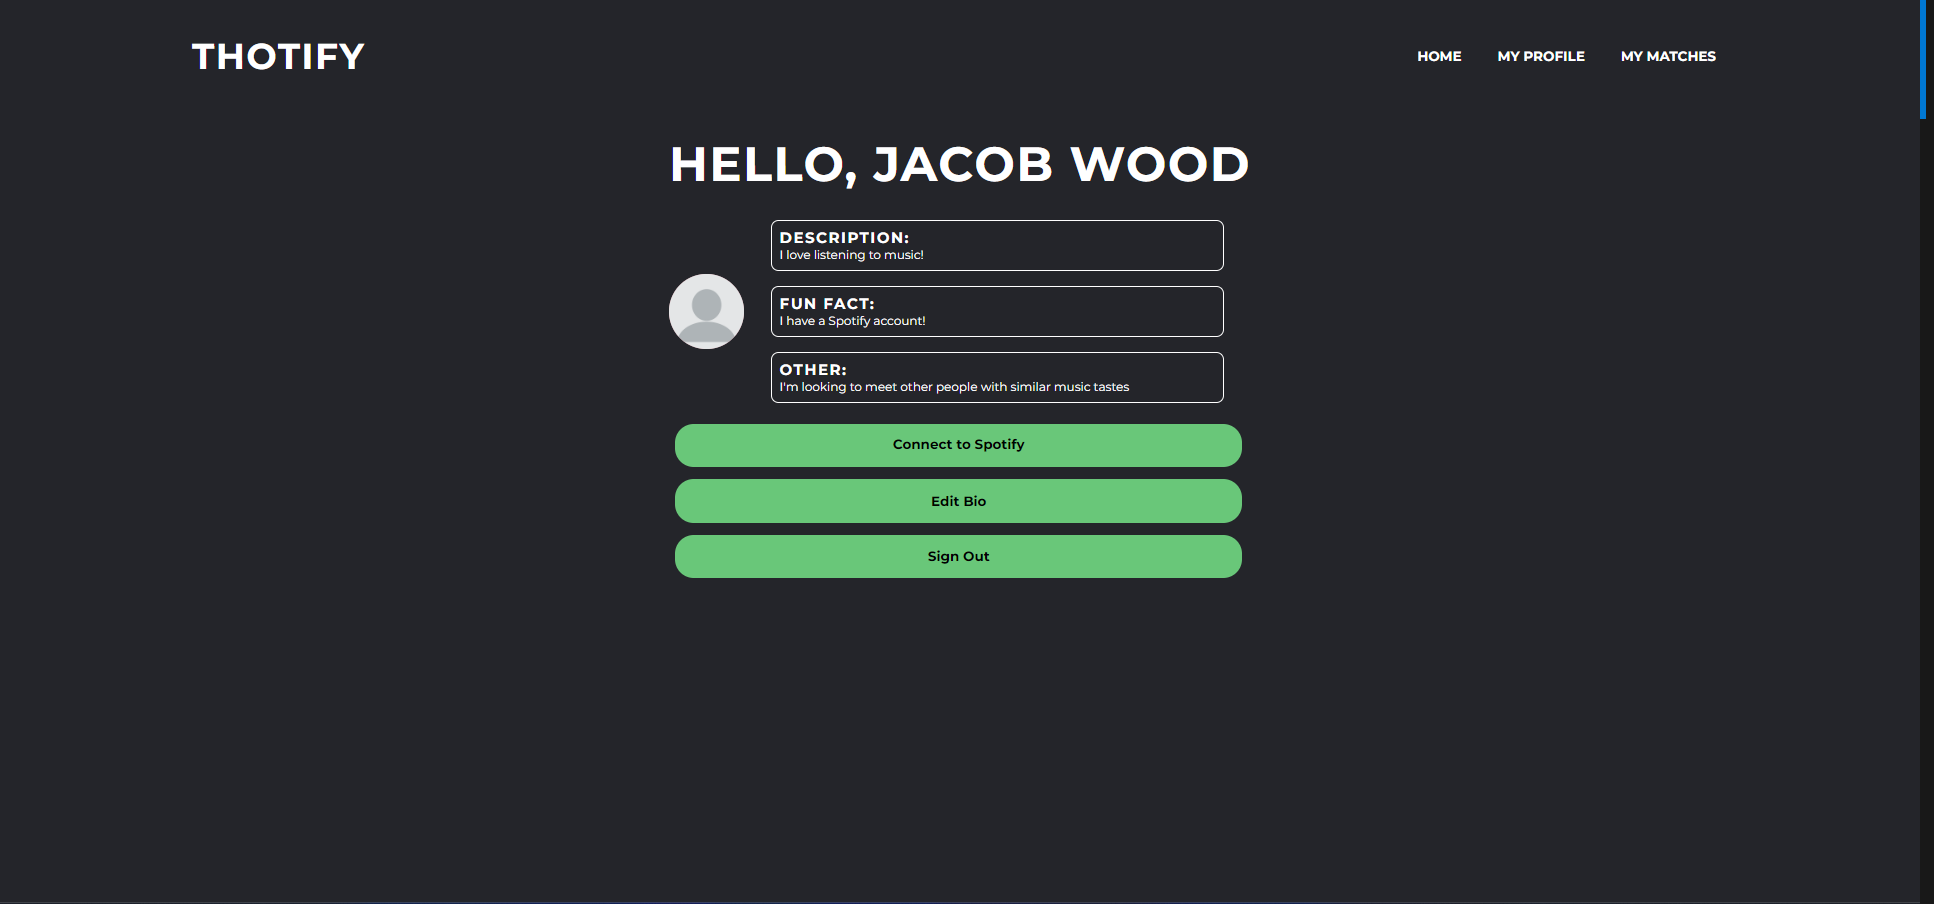 THOTIFY
HOME MY PROFILE MY MATCHES
HELLO, JACOB WOOD
DESCRIPTION:
I love listening to music!
FUN FACT:
I have a Spotify account!
OTHER:
I'm looking to meet other people with similar music tastes
Connect to Spotify
Edit Bio
Sign Out